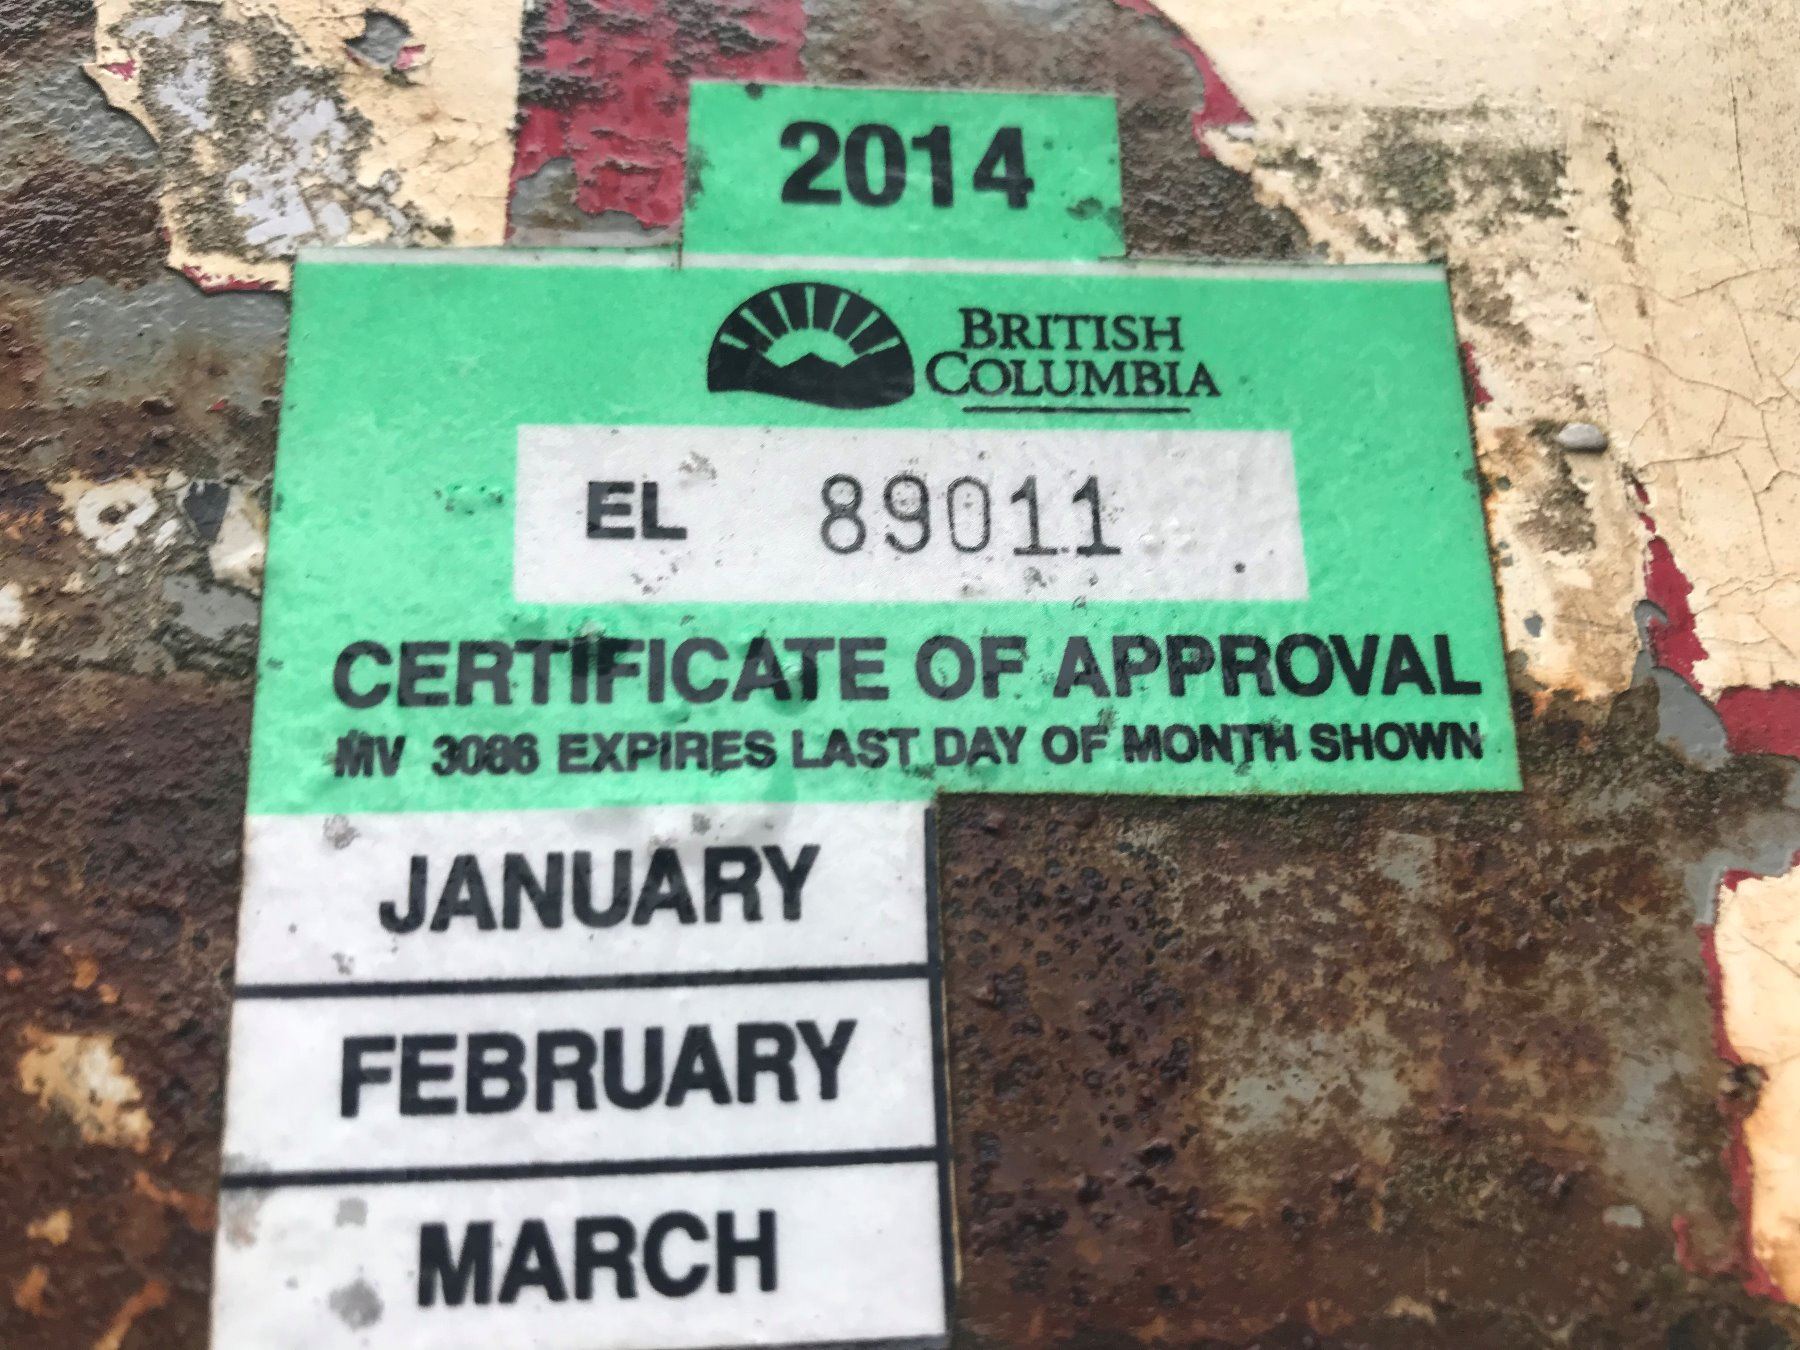 2014
BRITISH
COLUMBIA
EL 89011
CERTIFICATE OF APPROVAL
MV 3086 EXPIRES LAST DAY OF MONTH SHOWN
JANUARY
FEBRUARY
MARCH